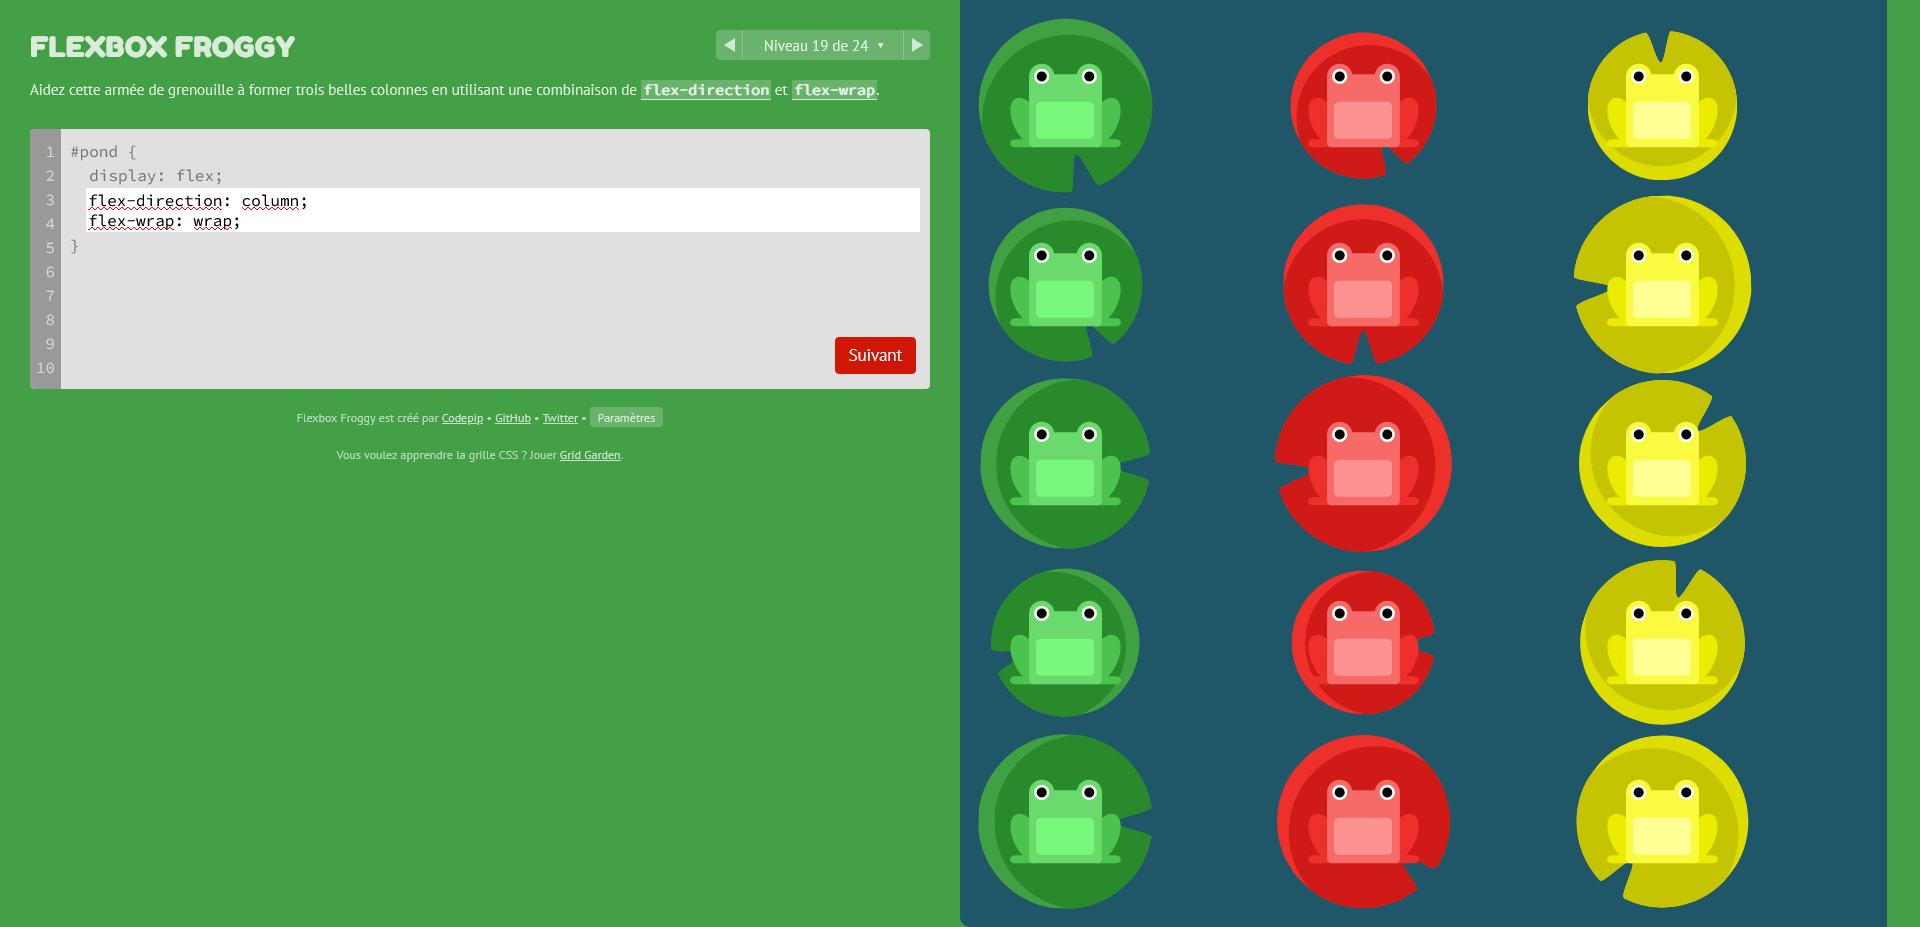 FLEXBOX FROGGY
◀ Niveau 19 de 24 ▼ ▶
Aidez cette armée de grenouille à former trois belles colonnes en utilisant une combinaison de flex-direction et flex-wrap.
1 #pond {
2 display: flex;
3 flex-direction: column;
4 flex-wrap: wrap;
5 }
6
7
8
9
10
Suivant
Flexbox Froggy est créé par Codepip • GitHub • Twitter • Paramètres
Vous voulez apprendre la grille CSS ? Jouer Grid Garden.